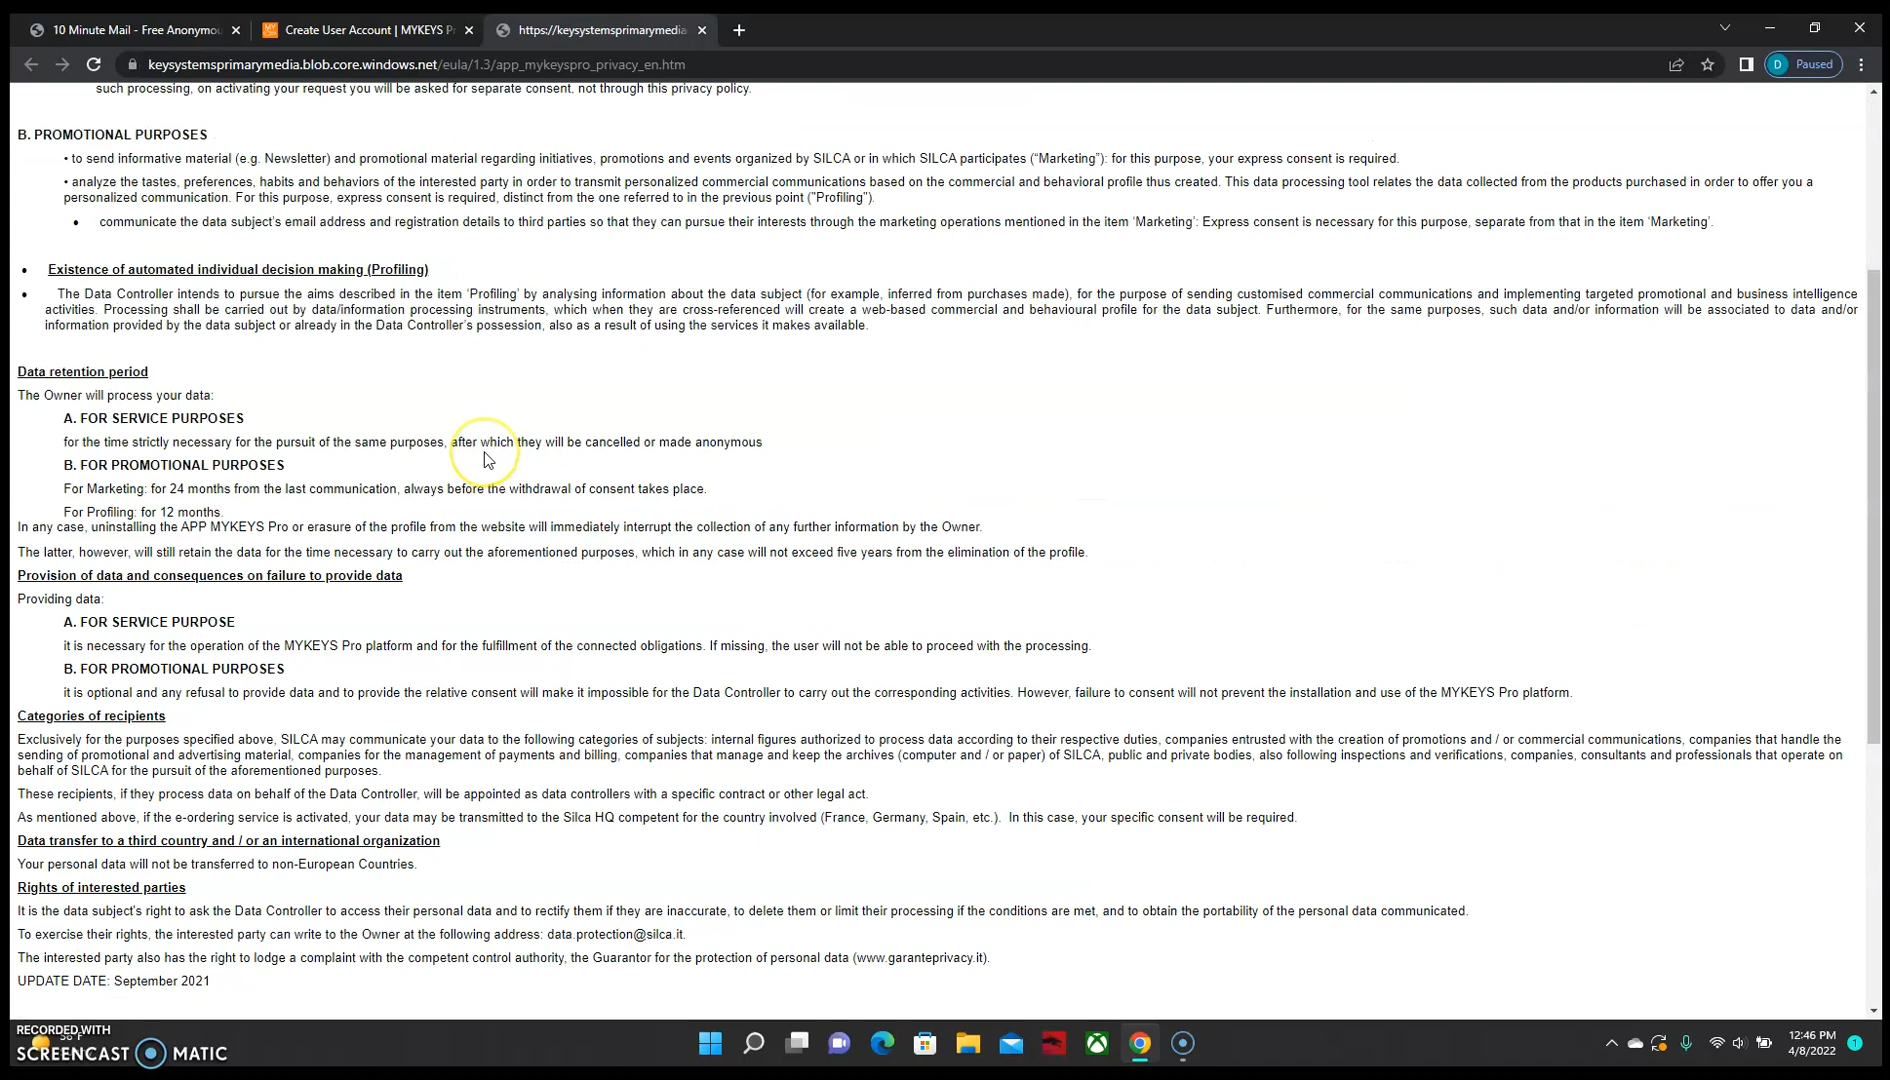 10 Minute Mail - Free Anonymou
Create User Account | MYKEYS P
https://keysystemsprimarymedia
keysystemsprimarymedia.blob.core.windows.net/eula/1.3/app_mykeyspro_privacy_en.htm
D Paused
such processing, on activating your request you will be asked for separate consent, not through this privacy policy.
B. PROMOTIONAL PURPOSES
• to send informative material (e.g. Newsletter) and promotional material regarding initiatives, promotions and events organized by SILCA or in which SILCA participates (“Marketing”): for this purpose, your express consent is required.
• analyze the tastes, preferences, habits and behaviors of the interested party in order to transmit personalized commercial communications based on the commercial and behavioral profile thus created. This data processing tool relates the data collected from the products purchased in order to offer you a
personalized communication. For this purpose, express consent is required, distinct from the one referred to in the previous point ("Profiling”).
• communicate the data subject’s email address and registration details to third parties so that they can pursue their interests through the marketing operations mentioned in the item ‘Marketing’: Express consent is necessary for this purpose, separate from that in the item ‘Marketing’.
• Existence of automated individual decision making (Profiling)
• The Data Controller intends to pursue the aims described in the item ‘Profiling’ by analysing information about the data subject (for example, inferred from purchases made), for the purpose of sending customised commercial communications and implementing targeted promotional and business intelligence
activities. Processing shall be carried out by data/information processing instruments, which when they are cross-referenced will create a web-based commercial and behavioural profile for the data subject. Furthermore, for the same purposes, such data and/or information will be associated to data and/or
information provided by the data subject or already in the Data Controller’s possession, also as a result of using the services it makes available.
Data retention period
The Owner will process your data:
A. FOR SERVICE PURPOSES
for the time strictly necessary for the pursuit of the same purposes, after which they will be cancelled or made anonymous
B. FOR PROMOTIONAL PURPOSES
For Marketing: for 24 months from the last communication, always before the withdrawal of consent takes place.
For Profiling: for 12 months.
In any case, uninstalling the APP MYKEYS Pro or erasure of the profile from the website will immediately interrupt the collection of any further information by the Owner.
The latter, however, will still retain the data for the time necessary to carry out the aforementioned purposes, which in any case will not exceed five years from the elimination of the profile.
Provision of data and consequences on failure to provide data
Providing data:
A. FOR SERVICE PURPOSE
it is necessary for the operation of the MYKEYS Pro platform and for the fulfillment of the connected obligations. If missing, the user will not be able to proceed with the processing.
B. FOR PROMOTIONAL PURPOSES
it is optional and any refusal to provide data and to provide the relative consent will make it impossible for the Data Controller to carry out the corresponding activities. However, failure to consent will not prevent the installation and use of the MYKEYS Pro platform.
Categories of recipients
Exclusively for the purposes specified above, SILCA may communicate your data to the following categories of subjects: internal figures authorized to process data according to their respective duties, companies entrusted with the creation of promotions and / or commercial communications, companies that handle the
sending of promotional and advertising material, companies for the management of payments and billing, companies that manage and keep the archives (computer and / or paper) of SILCA, public and private bodies, also following inspections and verifications, companies, consultants and professionals that operate on
behalf of SILCA for the pursuit of the aforementioned purposes.
These recipients, if they process data on behalf of the Data Controller, will be appointed as data controllers with a specific contract or other legal act.
As mentioned above, if the e-ordering service is activated, your data may be transmitted to the Silca HQ competent for the country involved (France, Germany, Spain, etc.). In this case, your specific consent will be required.
Data transfer to a third country and / or an international organization
Your personal data will not be transferred to non-European Countries.
Rights of interested parties
It is the data subject’s right to ask the Data Controller to access their personal data and to rectify them if they are inaccurate, to delete them or limit their processing if the conditions are met, and to obtain the portability of the personal data communicated.
To exercise their rights, the interested party can write to the Owner at the following address: data.protection@silca.it.
The interested party also has the right to lodge a complaint with the competent control authority, the Guarantor for the protection of personal data (www.garanteprivacy.it).
UPDATE DATE: September 2021
RECORDED WITH
SCREENCAST MATIC
12:46 PM
4/8/2022
1